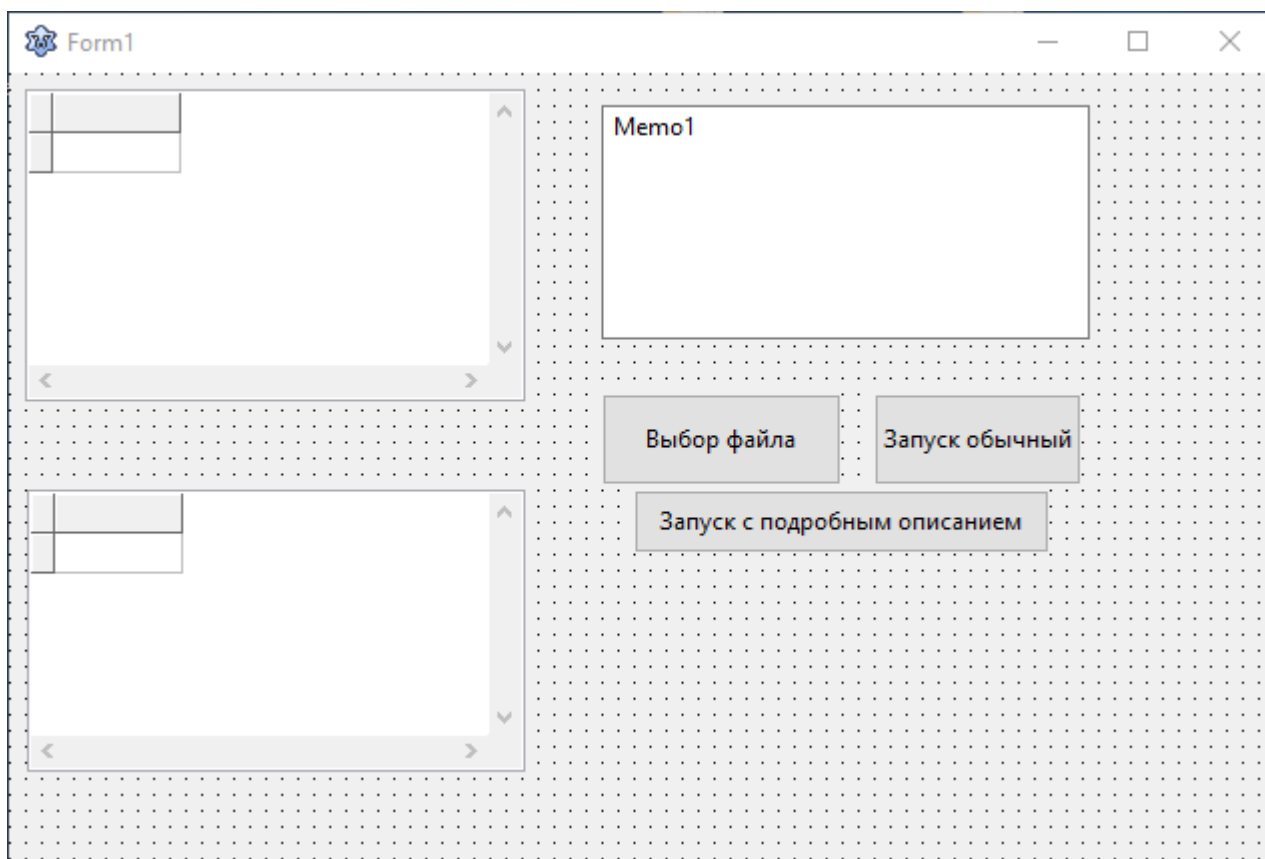 Form1
Memo1
Выбор файла
Запуск обычный
Запуск с подробным описанием